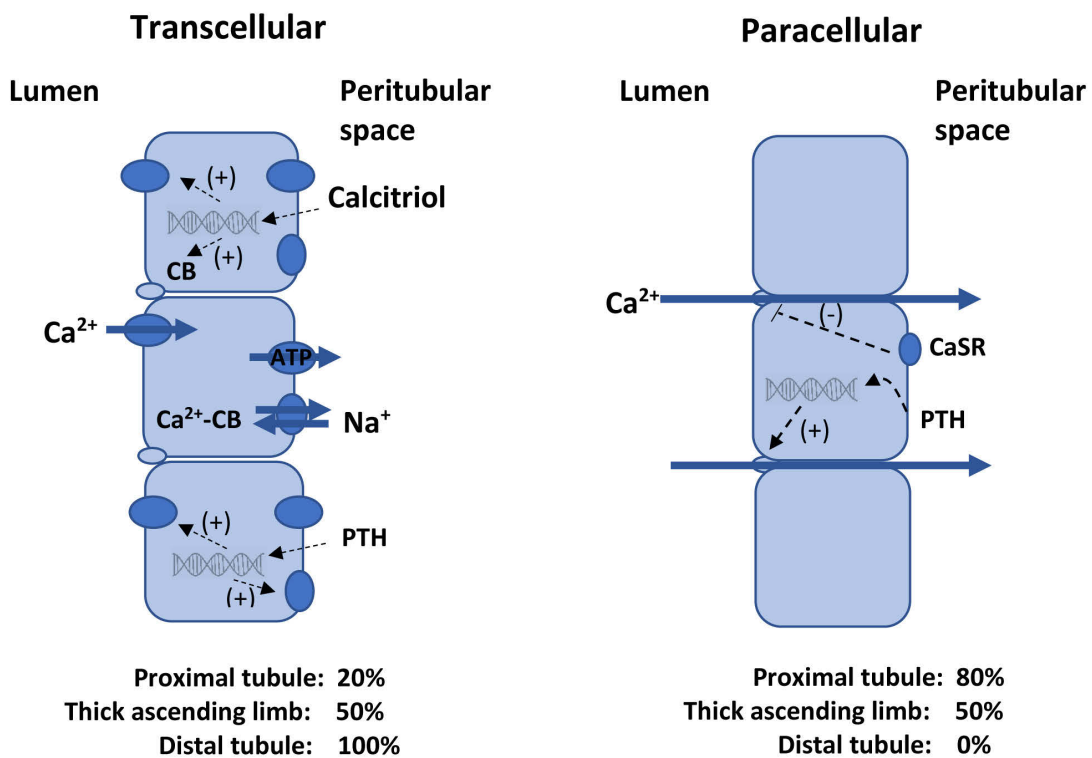 Transcellular
Lumen
Peritubular
space
(+)
Calcitriol
(+)
CB
Ca²⁺
ATP
Ca²⁺-CB
Na⁺
(+)
PTH
(+)
Proximal tubule: 20%
Thick ascending limb: 50%
Distal tubule: 100%
Paracellular
Lumen
Peritubular
space
Ca²⁺
(-)
CaSR
PTH
(+)
Proximal tubule: 80%
Thick ascending limb: 50%
Distal tubule: 0%